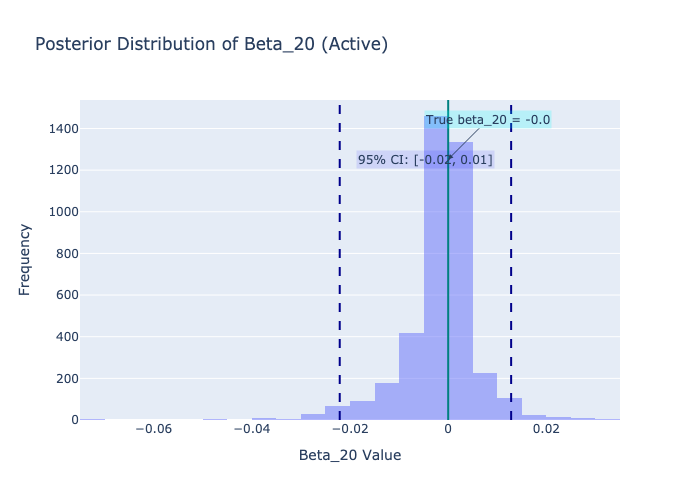 Posterior Distribution of Beta_20 (Active)
True beta_20 = -0.0
95% CI: [-0.02, 0.01]
1400
1200
1000
800
600
400
200
0
Frequency
−0.06
−0.04
−0.02
0
0.02
Beta_20 Value